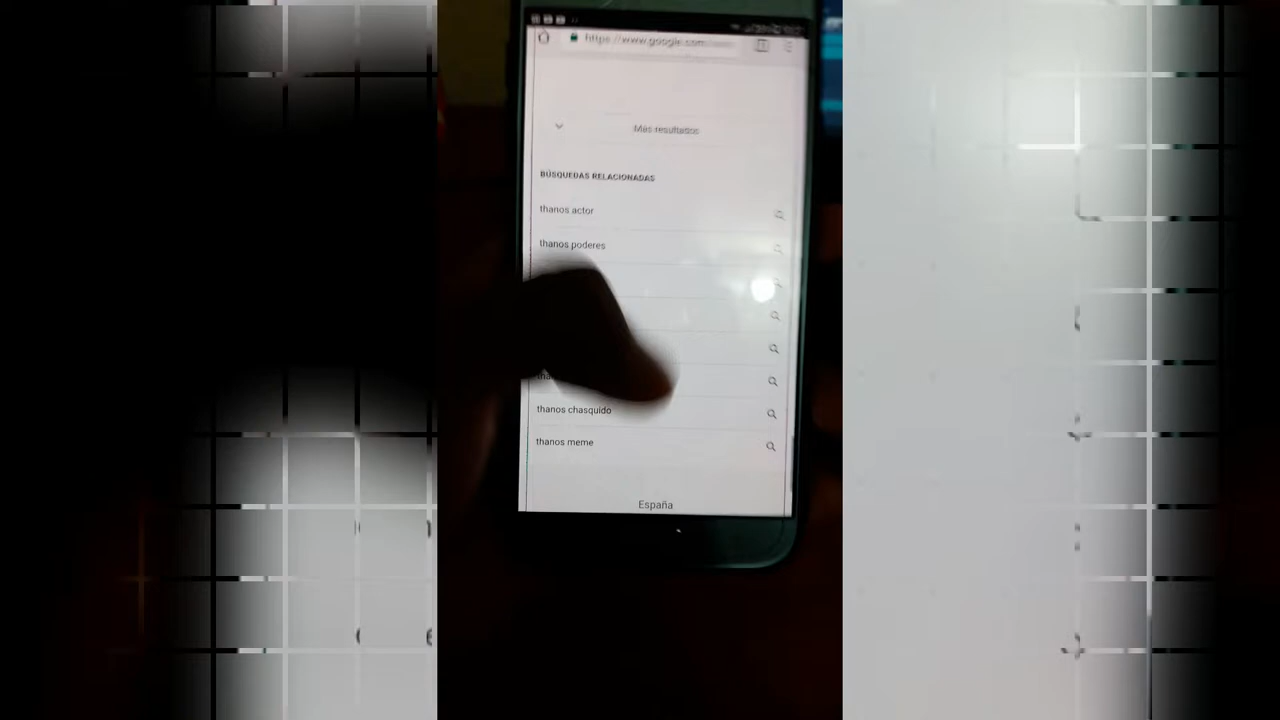 https://www.google.com/
Más resultados
BÚSQUEDAS RELACIONADAS
thanos actor
thanos poderes
thanos chasquido
thanos meme
España